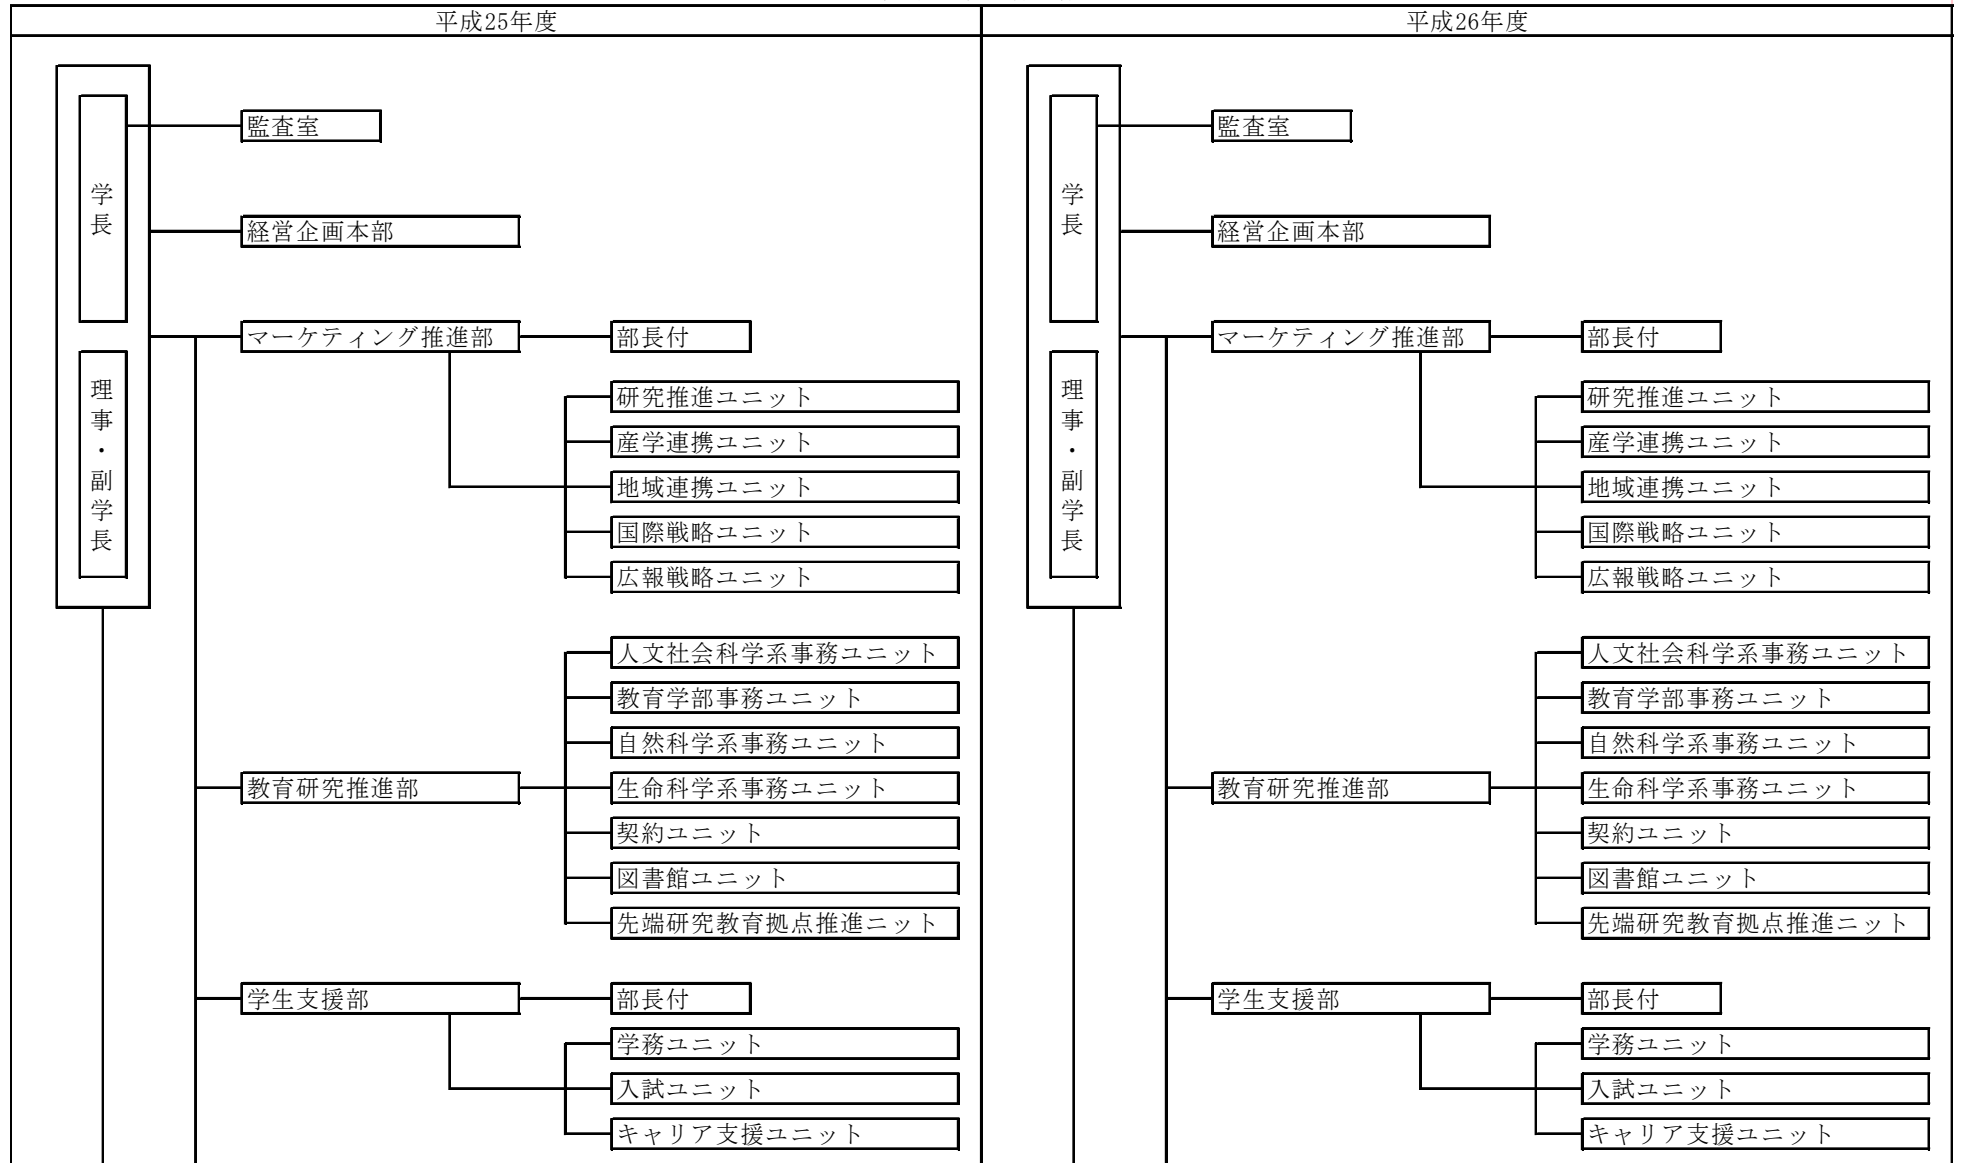 平成25年度
学長
理事・副学長
監査室
経営企画本部
マーケティング推進部
部長付
研究推進ユニット
産学連携ユニット
地域連携ユニット
国際戦略ユニット
広報戦略ユニット
人文社会科学系事務ユニット
教育学部事務ユニット
自然科学系事務ユニット
教育研究推進部
生命科学系事務ユニット
契約ユニット
図書館ユニット
先端研究教育拠点推進ニット
学生支援部
部長付
学務ユニット
入試ユニット
キャリア支援ユニット
平成26年度
学長
理事・副学長
監査室
経営企画本部
マーケティング推進部
部長付
研究推進ユニット
産学連携ユニット
地域連携ユニット
国際戦略ユニット
広報戦略ユニット
人文社会科学系事務ユニット
教育学部事務ユニット
自然科学系事務ユニット
教育研究推進部
生命科学系事務ユニット
契約ユニット
図書館ユニット
先端研究教育拠点推進ニット
学生支援部
部長付
学務ユニット
入試ユニット
キャリア支援ユニット